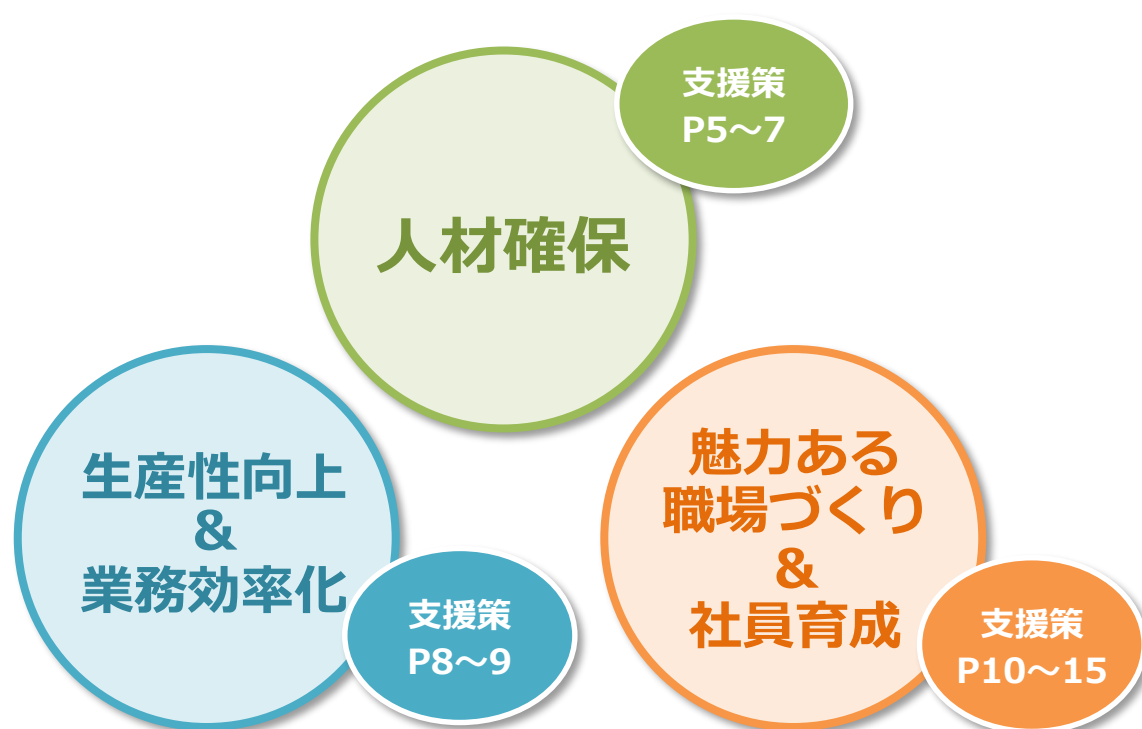 支援策
P5～7
人材確保
生産性向上
&
業務効率化
支援策
P8～9
魅力ある
職場づくり
&
社員育成
支援策
P10～15